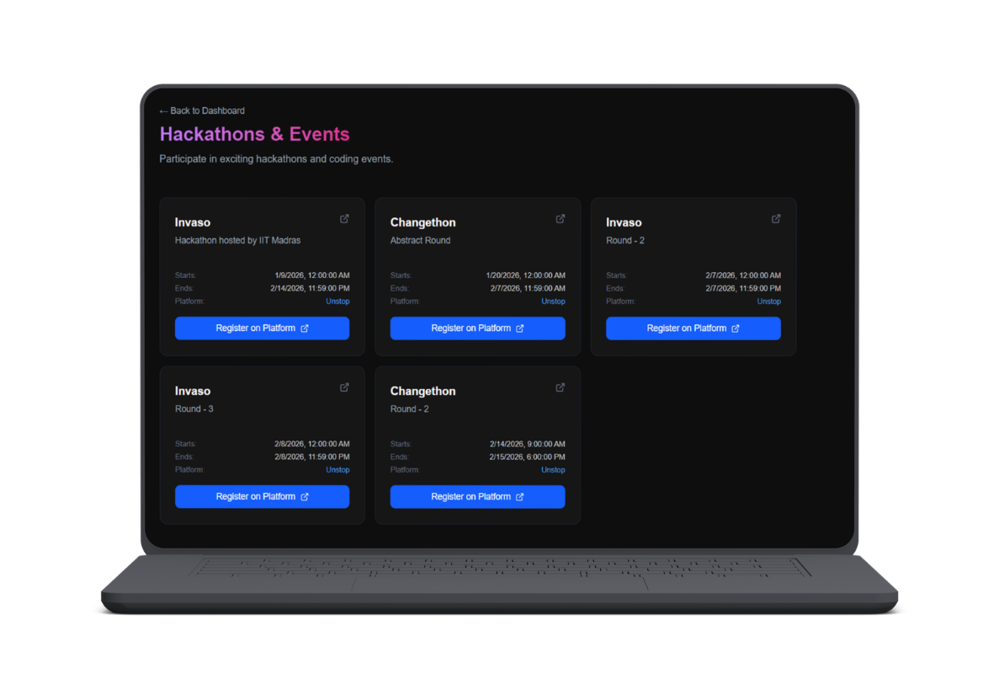 ← Back to Dashboard
Hackathons & Events
Participate in exciting hackathons and coding events.
Invaso
Hackathon hosted by IIT Madras
Starts: 1/9/2026, 12:00:00 AM
Ends: 2/14/2026, 11:59:00 PM
Platform: Unstop
Register on Platform
Changethon
Abstract Round
Starts: 1/20/2026, 12:00:00 AM
Ends: 2/7/2026, 11:59:00 AM
Platform: Unstop
Register on Platform
Invaso
Round - 2
Starts: 2/7/2026, 12:00:00 AM
Ends: 2/7/2026, 11:59:00 PM
Platform: Unstop
Register on Platform
Invaso
Round - 3
Starts: 2/8/2026, 12:00:00 AM
Ends: 2/8/2026, 11:59:00 PM
Platform: Unstop
Register on Platform
Changethon
Round - 2
Starts: 2/14/2026, 9:00:00 AM
Ends: 2/15/2026, 6:00:00 PM
Platform: Unstop
Register on Platform